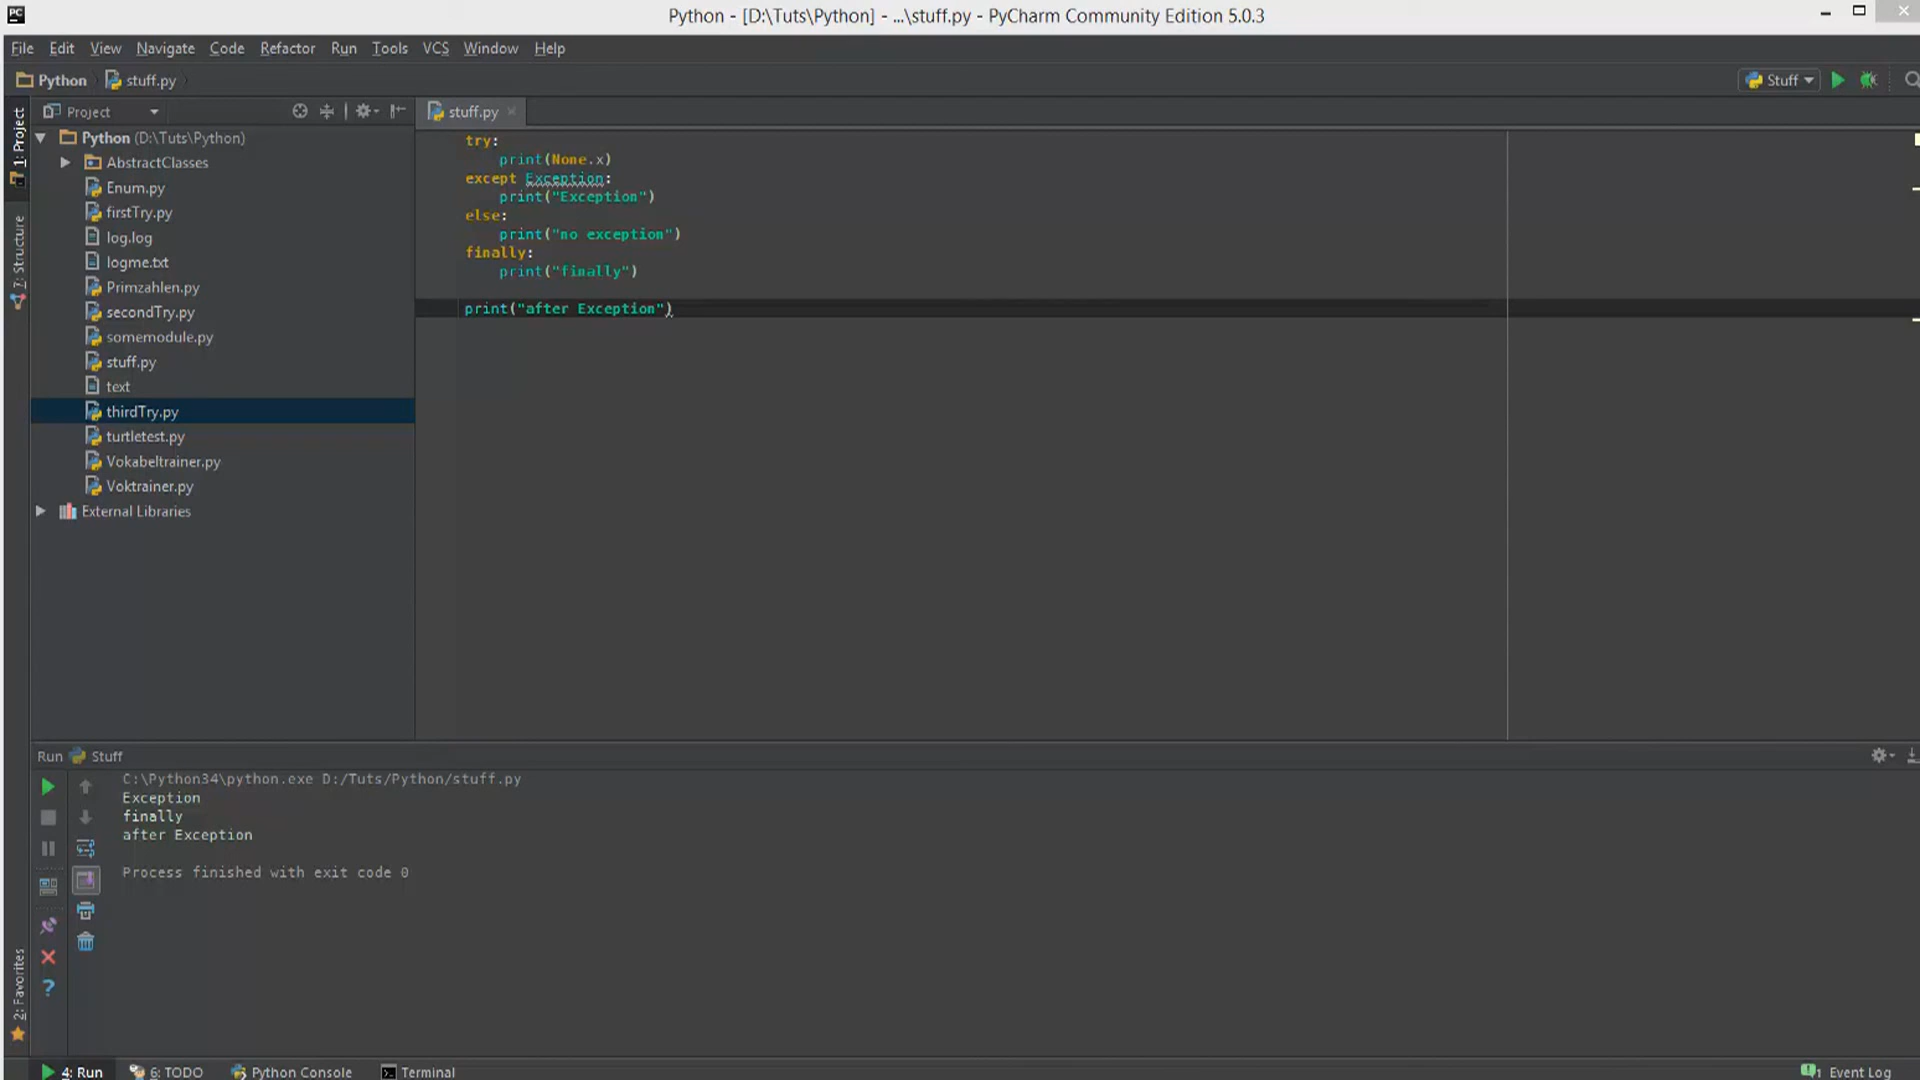 PC
Python - [D:\Tuts\Python] - ...\stuff.py - PyCharm Community Edition 5.0.3
File Edit View Navigate Code Refactor Run Tools VCS Window Help
Python stuff.py
Stuff
1: Project
7: Structure
2: Favorites
Project
Python (D:\Tuts\Python)
AbstractClasses
Enum.py
firstTry.py
log.log
logme.txt
Primzahlen.py
secondTry.py
somemodule.py
stuff.py
text
thirdTry.py
turtletest.py
Vokabeltrainer.py
Voktrainer.py
External Libraries
stuff.py
try:
    print(None.x)
except Exception:
    print("Exception")
else:
    print("no exception")
finally:
    print("finally")
print("after Exception")
Run Stuff
C:\Python34\python.exe D:/Tuts/Python/stuff.py
Exception
finally
after Exception
Process finished with exit code 0
4: Run 6: TODO Python Console Terminal
1 Event Log